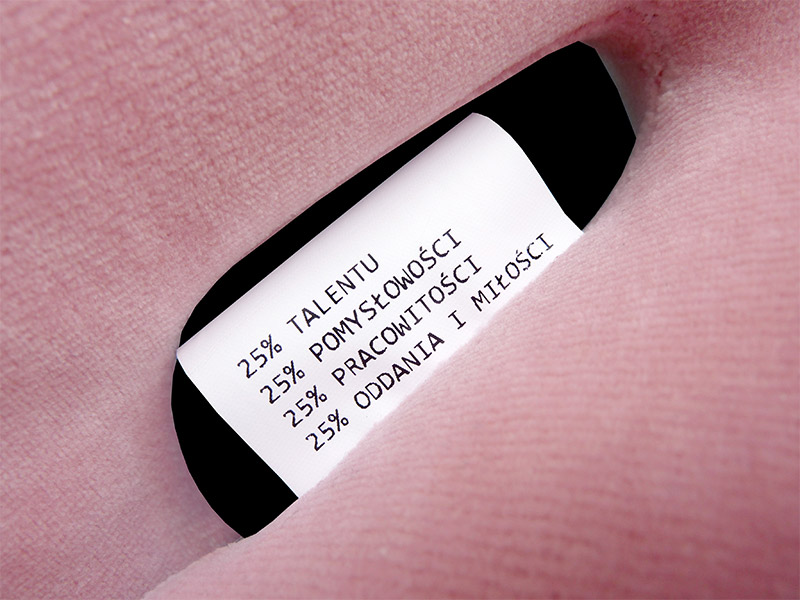 25% TALENTU
25% POMYSŁOWOŚCI
25% PRACOWITOŚCI
25% ODDANIA I MIŁOŚCI